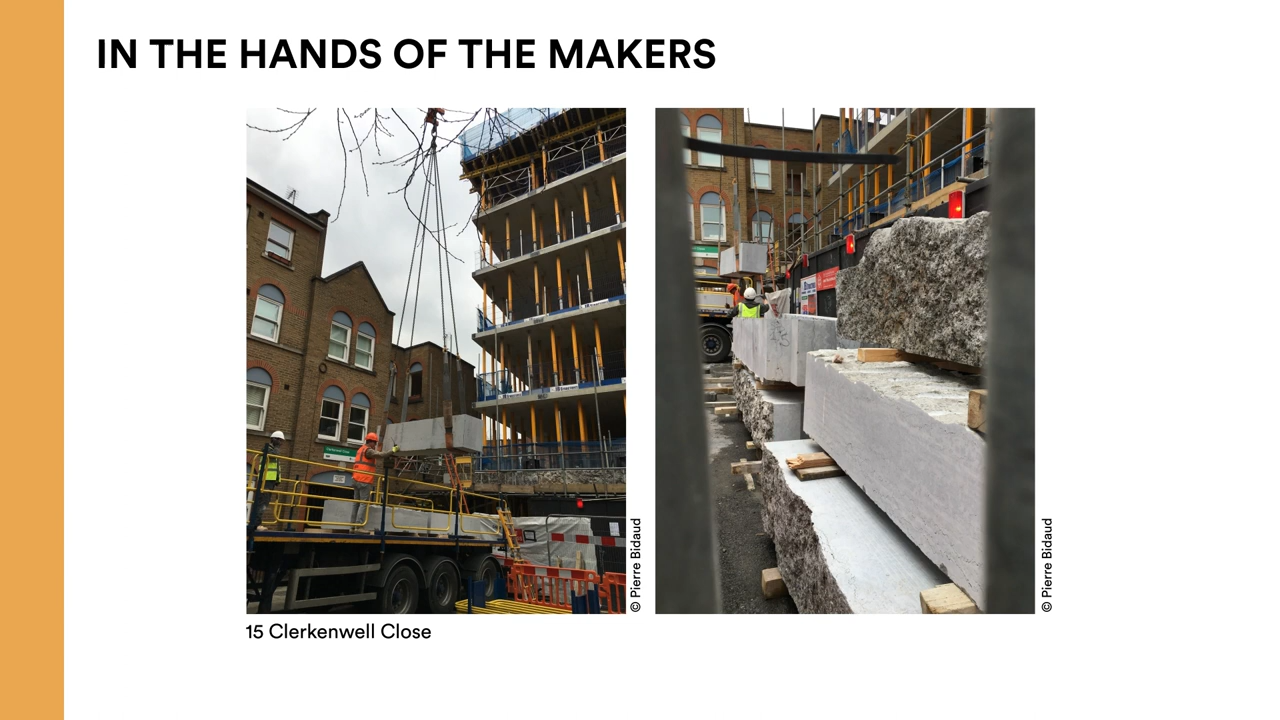 IN THE HANDS OF THE MAKERS
© Pierre Bidaud
© Pierre Bidaud
15 Clerkenwell Close